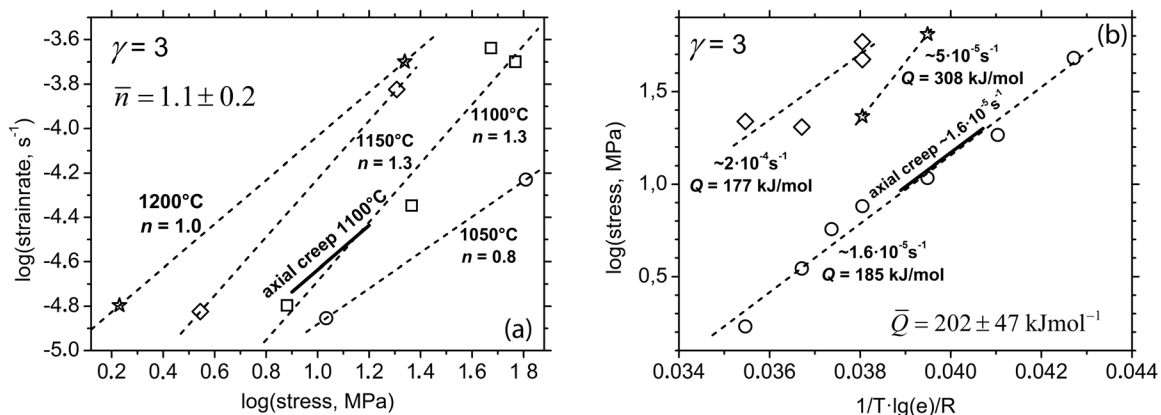 γ = 3
n̅ = 1.1 ± 0.2
1200°C
n = 1.0
1150°C
n = 1.3
1100°C
n = 1.3
1050°C
n = 0.8
axial creep 1100°C
(a)
log(strainrate, s⁻¹)
-3.6
-3.8
-4.0
-4.2
-4.4
-4.6
-4.8
-5.0
0.2 0.4 0.6 0.8 1.0 1.2 1.4 1.6 1 8
log(stress, MPa)
γ = 3
(b)
~5·10⁻⁵s⁻¹
Q = 308 kJ/mol
~2·10⁻⁴s⁻¹
Q = 177 kJ/mol
axial creep ~1.6·10⁻⁵s⁻¹
~1.6·10⁻⁵s⁻¹
Q = 185 kJ/mol
Q̅ = 202 ± 47 kJmol⁻¹
log(stress, MPa)
1,5
1,0
0,5
0.034 0.036 0.038 0.040 0.042 0.044
1/T·lg(e)/R